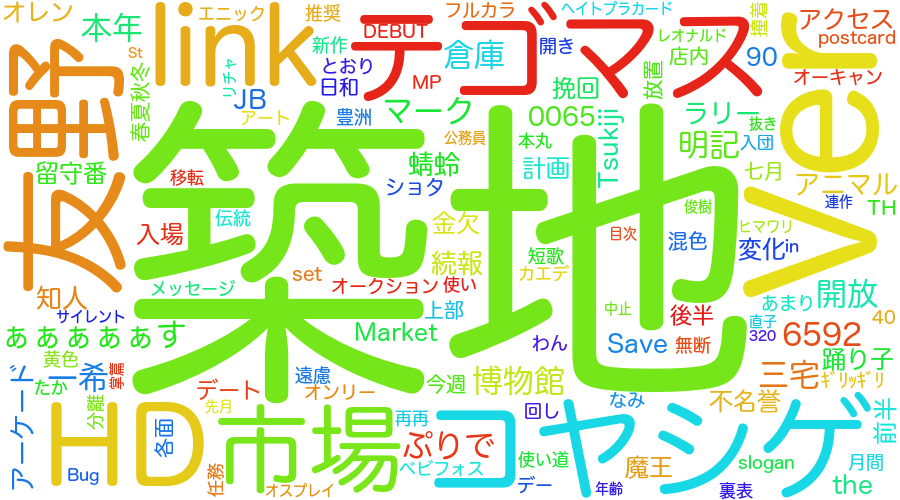 オレン
本年
link
エニック
推奨
フルカラ
ヘイトプラカード
撞着
アクセス
postcard
DEBUT
テゴマス
新作
開き
レオナルド
店内
90
オーキャン
St
リチャ
とおり
日和
MP
倉庫
挽回
放置
友野
春夏秋冬
JB
アート
豊洲
マーク
公務員
0065
ラリー
抜き
ver
本丸
Tsukiji
明記
入団
留守番
築地
移転
蜻蛉
計画
七月
アニマル
ショタ
連作
TH
伝統
金欠
俊樹
入場
目次
混色
ヒマワリ
変化
in
短歌
続報
カエデ
set
知人
メッセージ
オークション
使い
あまり
開放
サイレント
上部
中止
直子
40
ぁぁぁぁぁす
Market
わん
Save
後半
無断
320
6592
黄色
踊り子
一希
掌篇
遠慮
今週
博物館
三宅
ギリッギリ
たか
デート
オンリー
なみ
不名誉
アーケード
分離
先月
再再
回し
エD
市場
コヤシゲ
前半
各面
ぷりで
ベビフォス
使い道
魔王
slogan
月間
Bug
任務
オスプレイ
デー
年齢
裏表
the